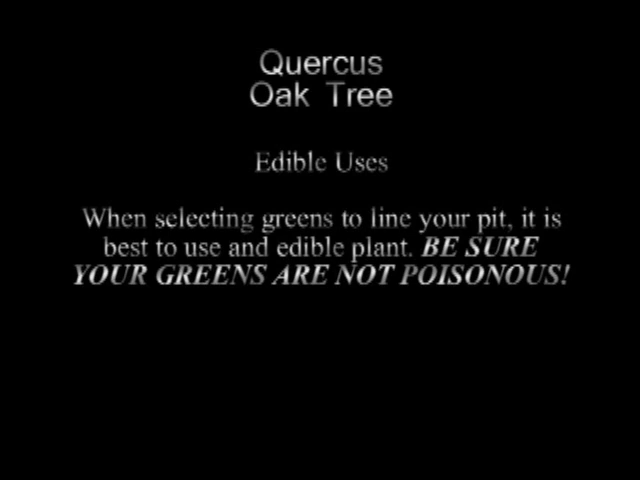 Quercus
Oak Tree
Edible Uses
When selecting greens to line your pit, it is
best to use and edible plant. BE SURE
YOUR GREENS ARE NOT POISONOUS!